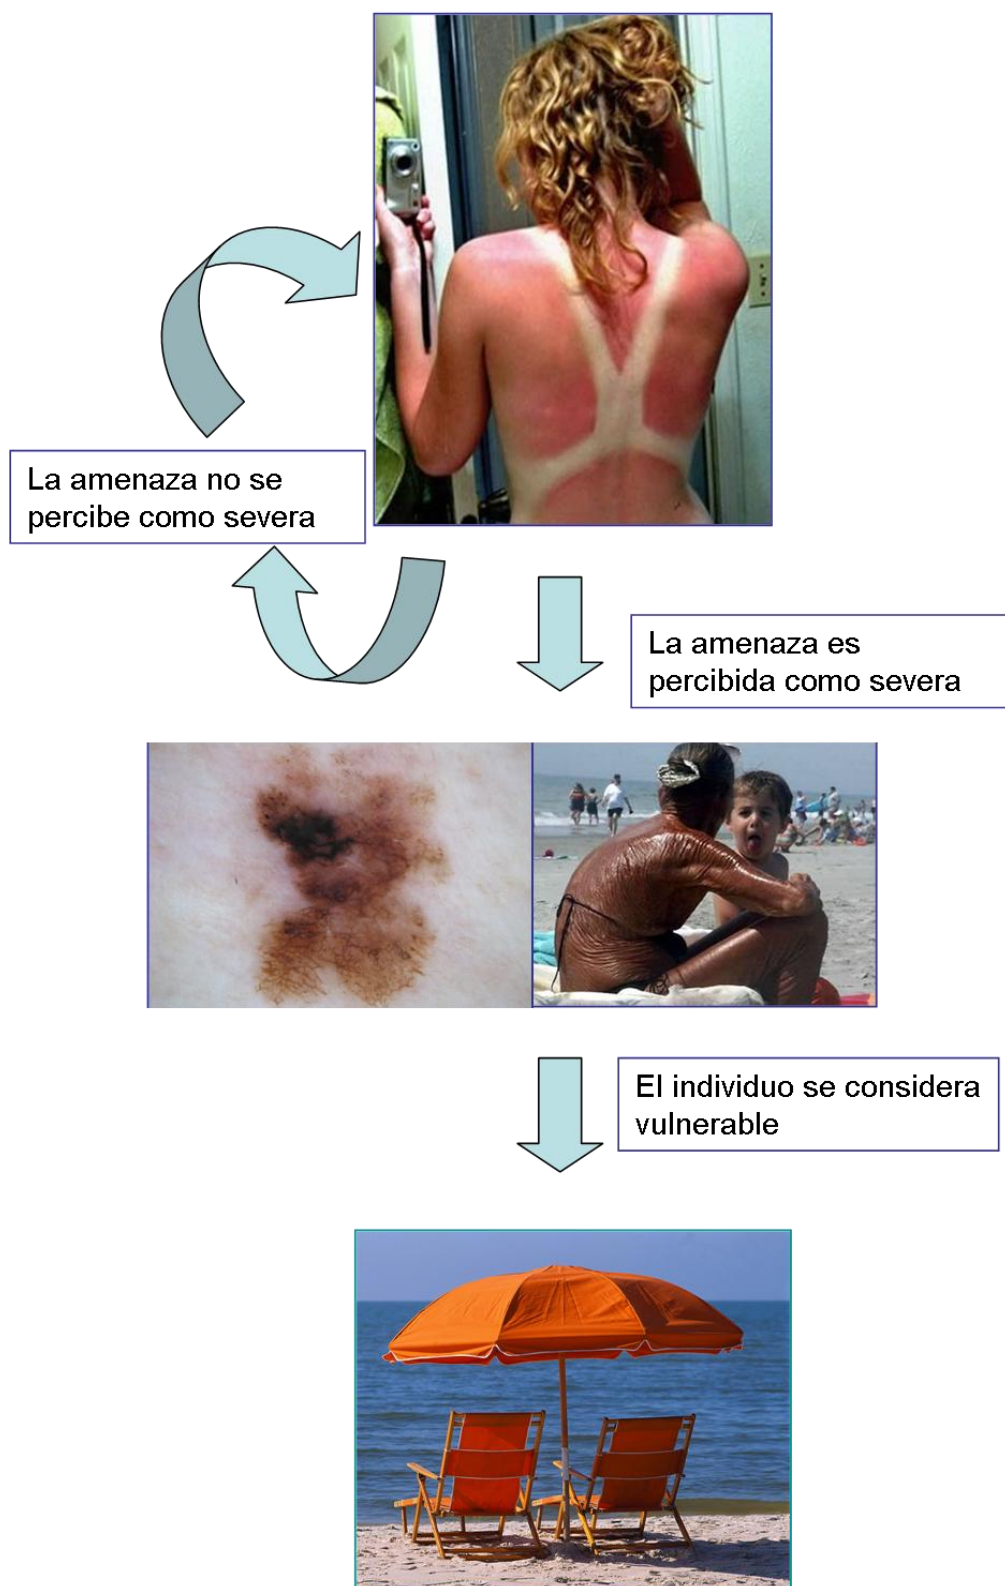 La amenaza no se
percibe como severa
La amenaza es
percibida como severa
El individuo se considera
vulnerable